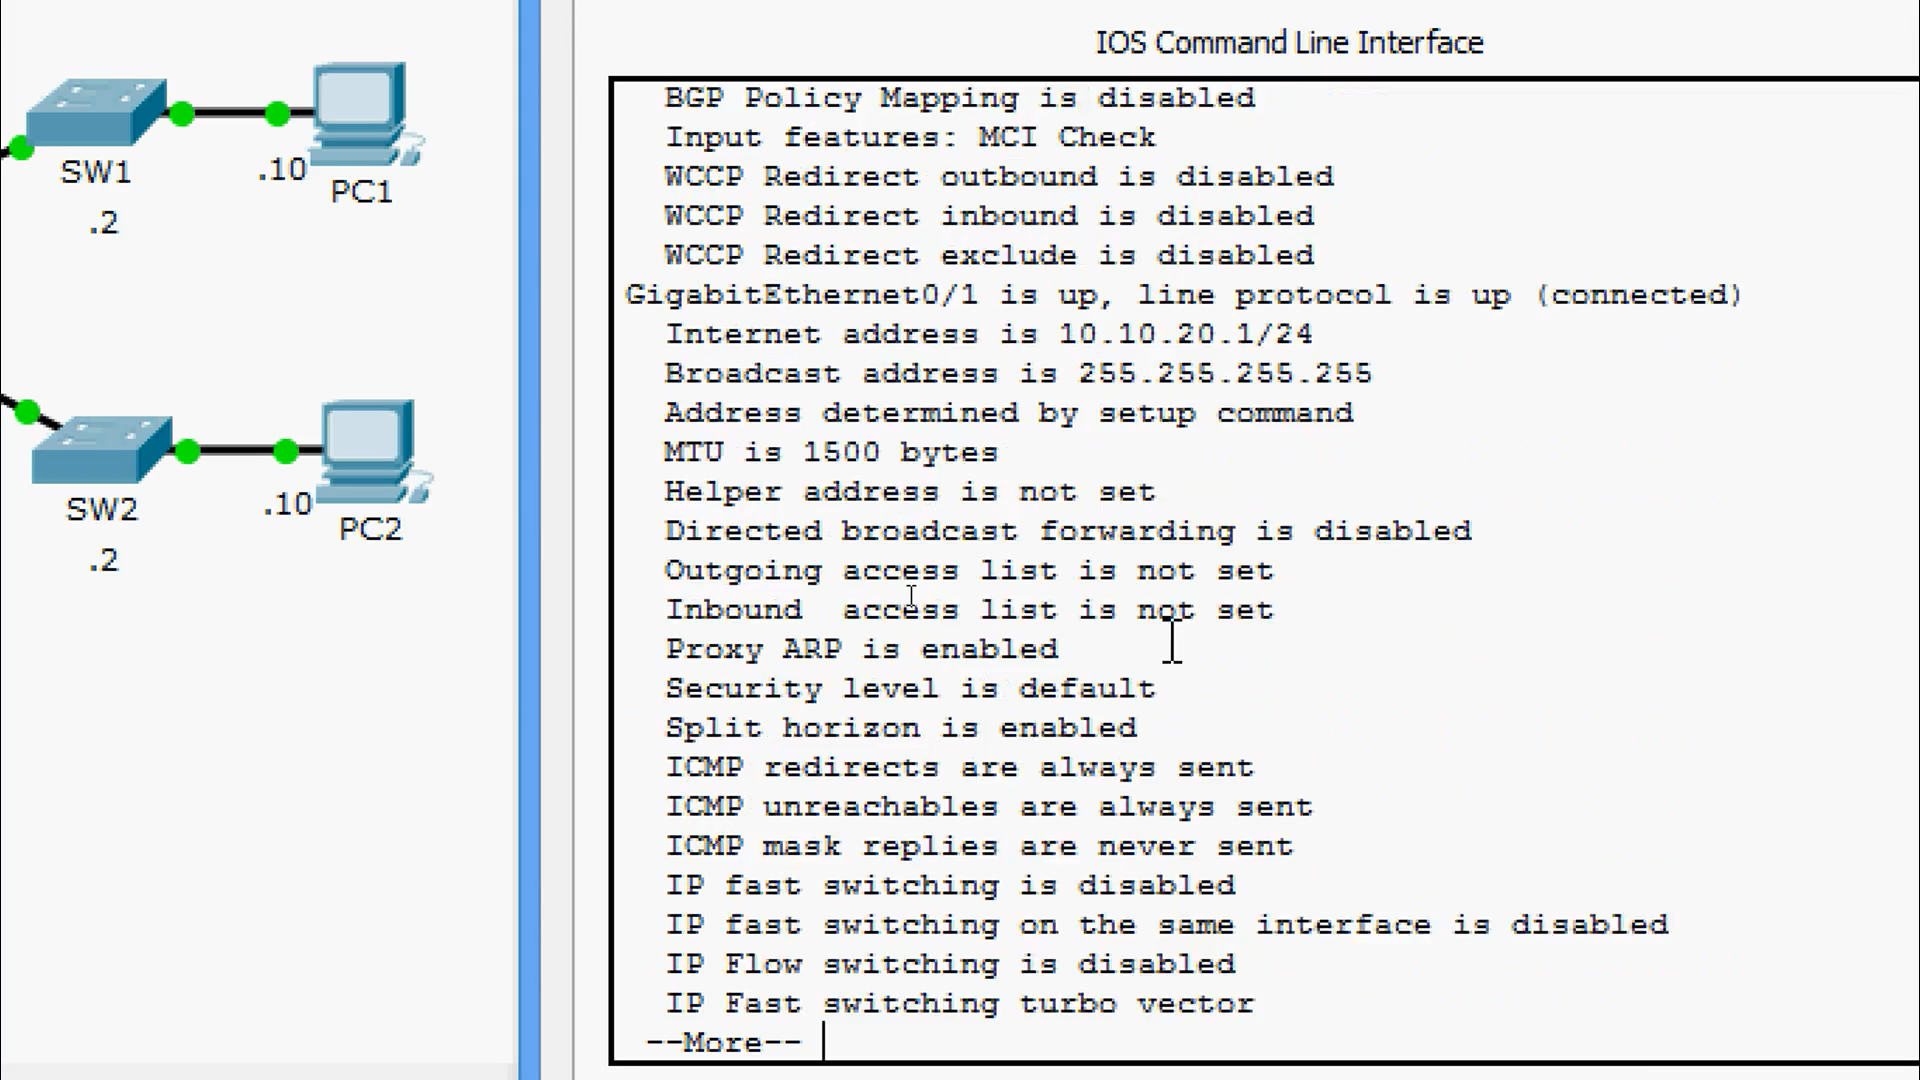 SW1
.2
.10
PC1
SW2
.2
.10
PC2
IOS Command Line Interface
BGP Policy Mapping is disabled
Input features: MCI Check
WCCP Redirect outbound is disabled
WCCP Redirect inbound is disabled
WCCP Redirect exclude is disabled
GigabitEthernet0/1 is up, line protocol is up (connected)
Internet address is 10.10.20.1/24
Broadcast address is 255.255.255.255
Address determined by setup command
MTU is 1500 bytes
Helper address is not set
Directed broadcast forwarding is disabled
Outgoing access list is not set
Inbound  access list is not set
Proxy ARP is enabled
Security level is default
Split horizon is enabled
ICMP redirects are always sent
ICMP unreachables are always sent
ICMP mask replies are never sent
IP fast switching is disabled
IP fast switching on the same interface is disabled
IP Flow switching is disabled
IP Fast switching turbo vector
--More--